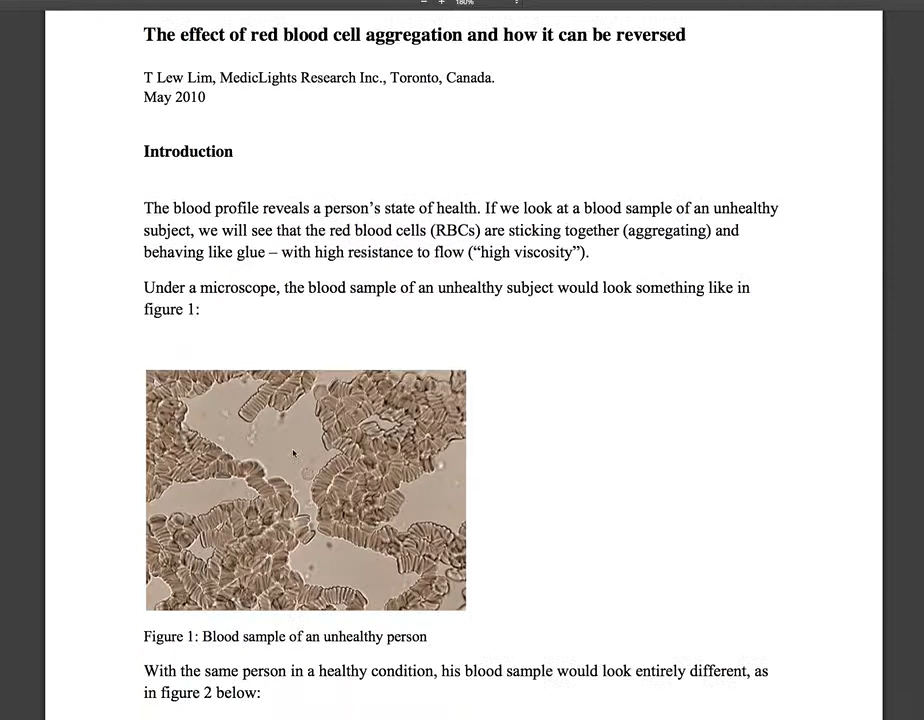 − + 180%
The effect of red blood cell aggregation and how it can be reversed
T Lew Lim, MedicLights Research Inc., Toronto, Canada.
May 2010
Introduction
The blood profile reveals a person’s state of health. If we look at a blood sample of an unhealthy
subject, we will see that the red blood cells (RBCs) are sticking together (aggregating) and
behaving like glue – with high resistance to flow (“high viscosity”).
Under a microscope, the blood sample of an unhealthy subject would look something like in
figure 1:
Figure 1: Blood sample of an unhealthy person
With the same person in a healthy condition, his blood sample would look entirely different, as
in figure 2 below: